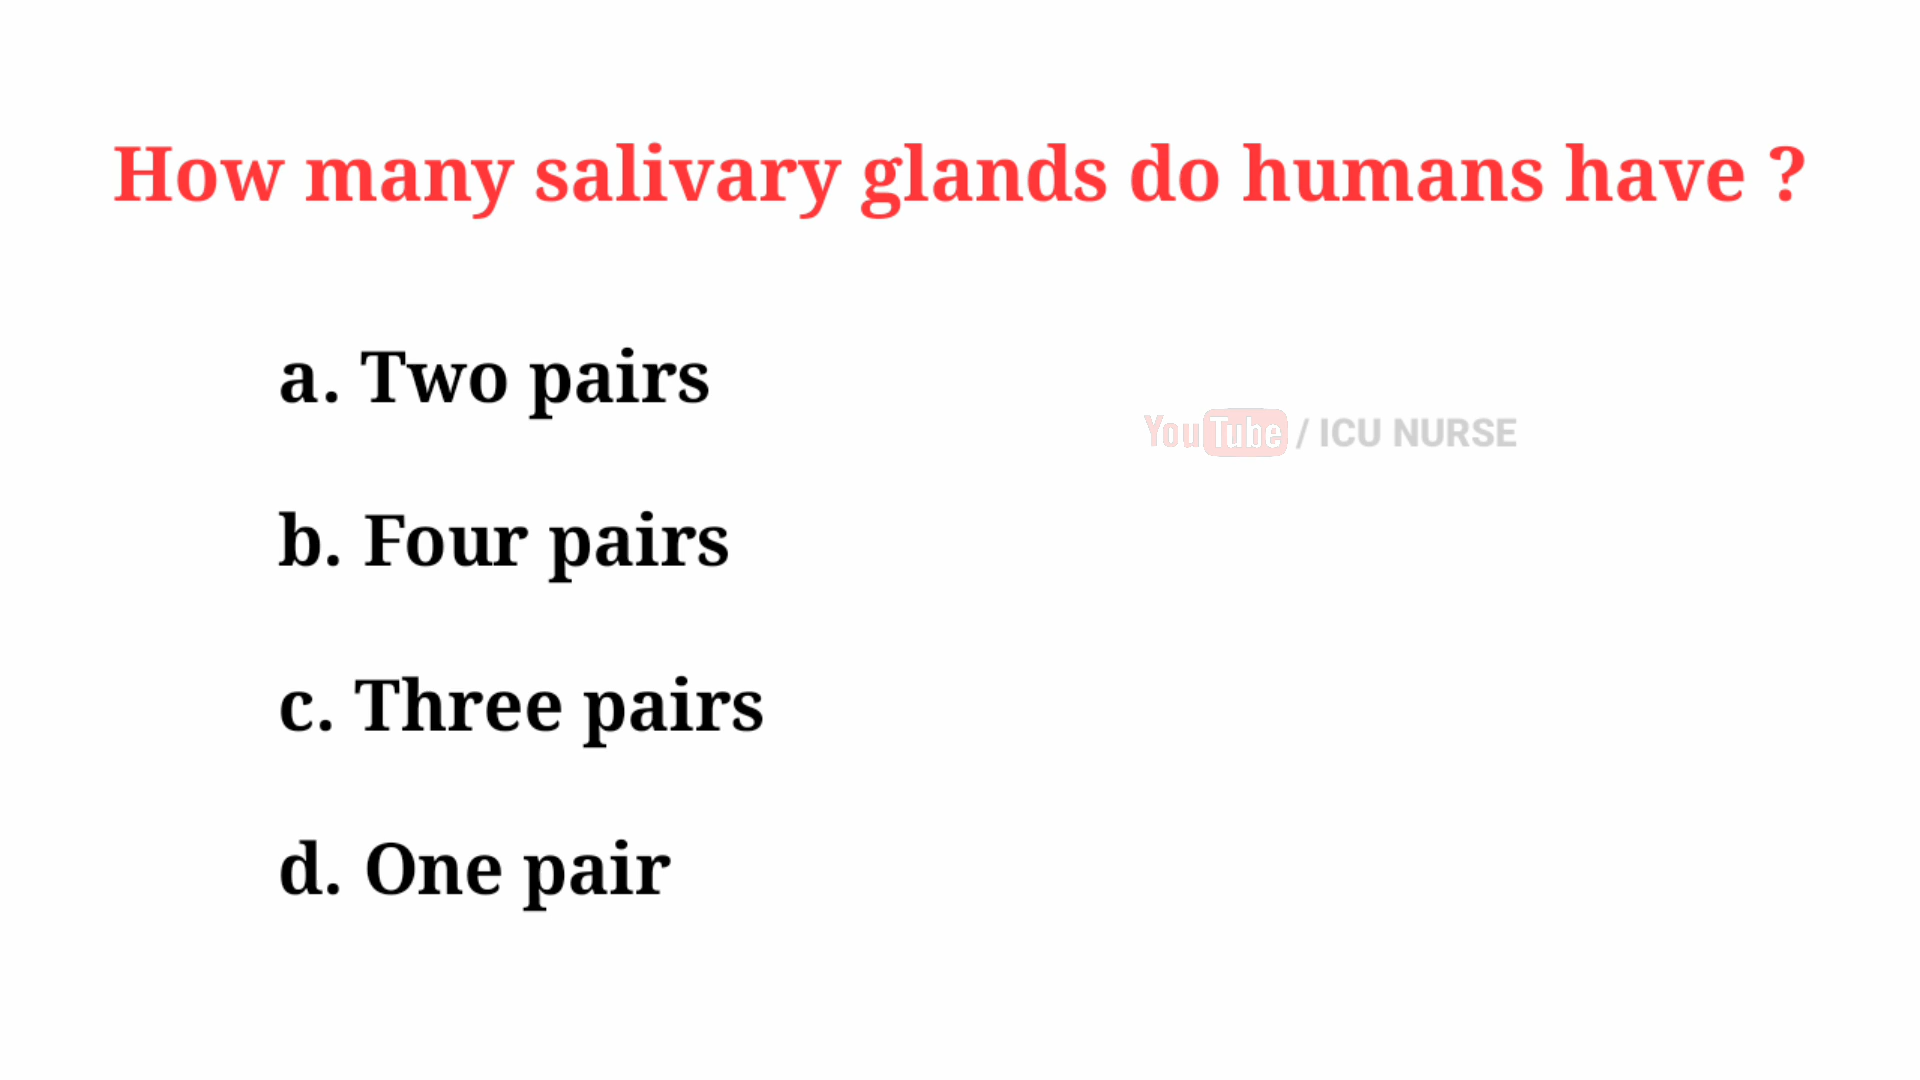 How many salivary glands do humans have ?
a. Two pairs
YouTube / ICU NURSE
b. Four pairs
c. Three pairs
d. One pair